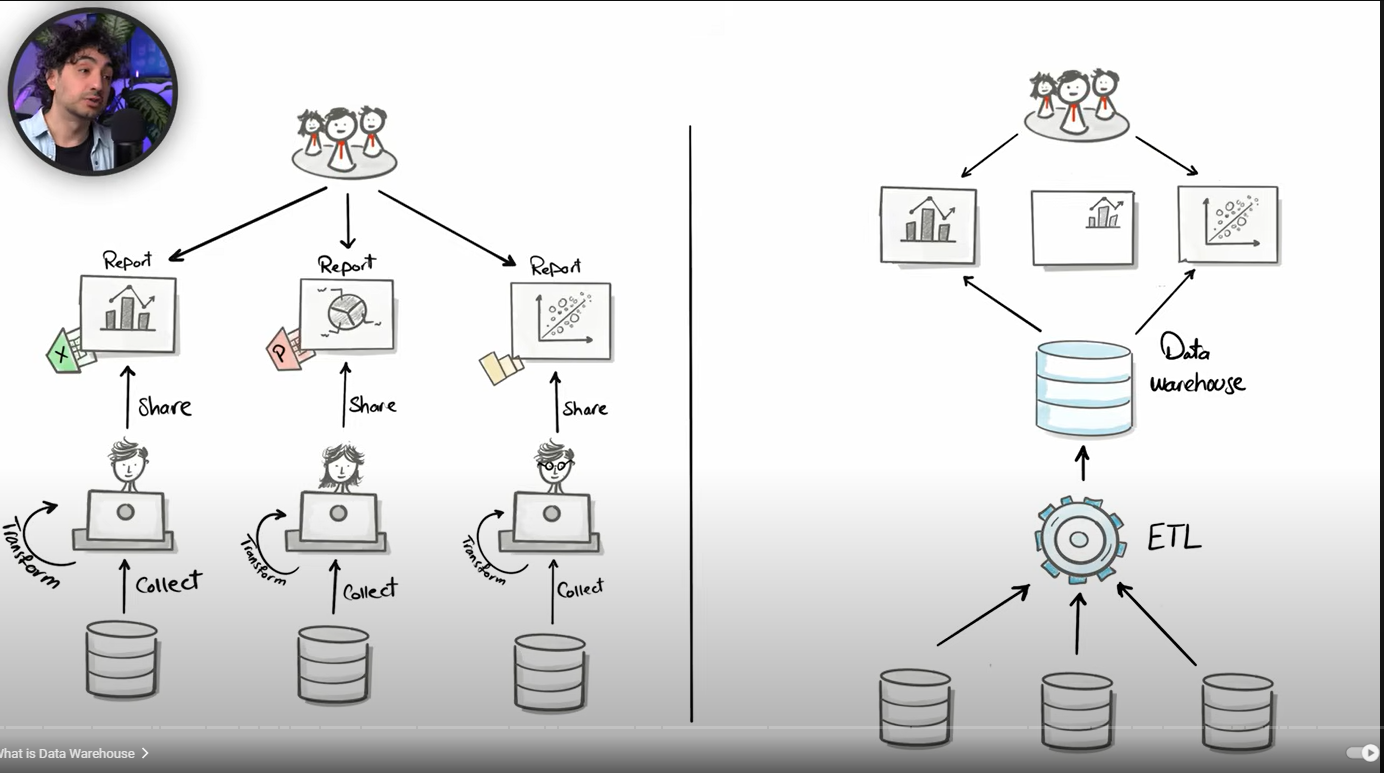 Report
Report
Report
X
P
Share
Share
Share
Transform
Transform
Transform
Collect
Collect
Collect
Data
warehouse
ETL
What is Data Warehouse